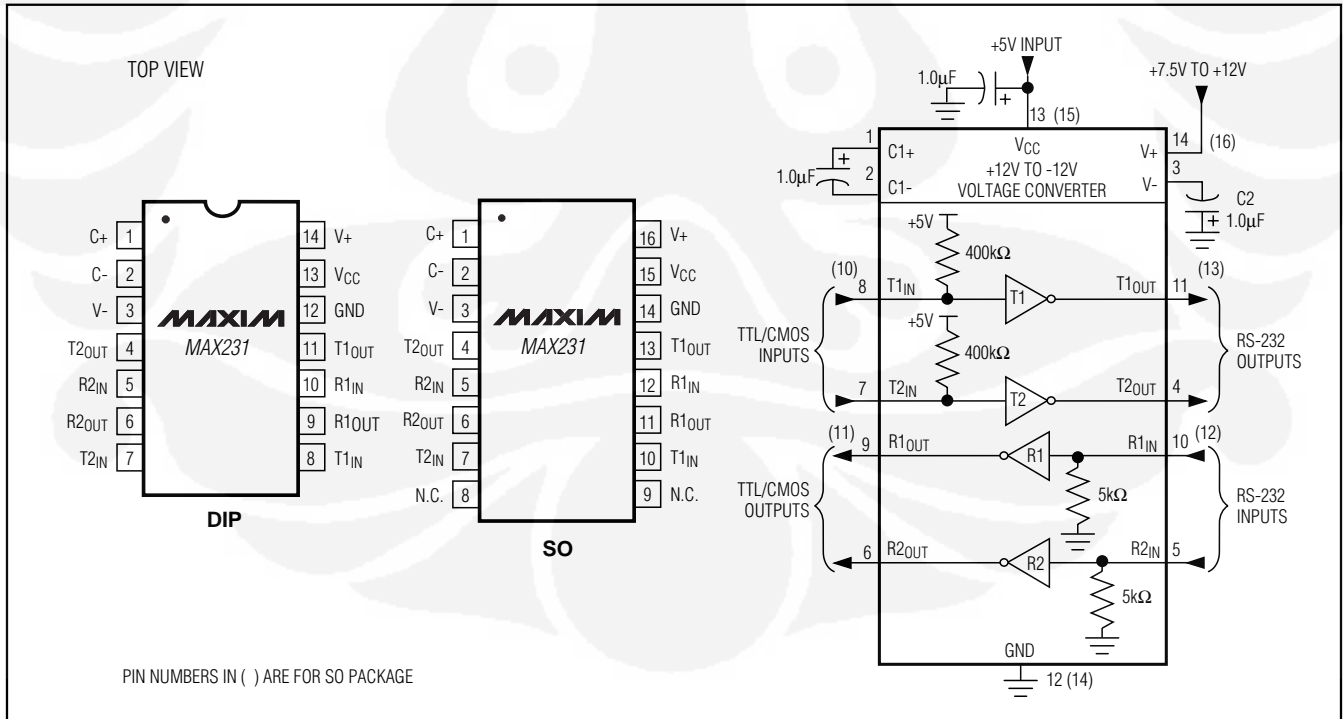 TOP VIEW
C+ 1
C- 2
V- 3
T2OUT 4
R2IN 5
R2OUT 6
T2IN 7
14 V+
13 VCC
12 GND
11 T1OUT
10 R1IN
9 R1OUT
8 T1IN
MAXIM
MAX231
DIP
C+ 1
C- 2
V- 3
T2OUT 4
R2IN 5
R2OUT 6
T2IN 7
N.C. 8
16 V+
15 VCC
14 GND
13 T1OUT
12 R1IN
11 R1OUT
10 T1IN
9 N.C.
MAXIM
MAX231
SO
PIN NUMBERS IN ( ) ARE FOR SO PACKAGE
+5V INPUT
1.0µF
+
+7.5V TO +12V
13 (15)
1
C1+
VCC
V+
14
(16)
1.0µF
+
2
C1-
+12V TO -12V
VOLTAGE CONVERTER
V-
3
C2
+ 1.0µF
+5V
400kΩ
(10)
8
T1IN
T1
T1OUT
11
(13)
+5V
400kΩ
TTL/CMOS
INPUTS
RS-232
OUTPUTS
7
T2IN
T2
T2OUT
4
(11)
9
R1OUT
R1
R1IN
10
(12)
5kΩ
TTL/CMOS
OUTPUTS
RS-232
INPUTS
6
R2OUT
R2
R2IN
5
5kΩ
GND
12 (14)